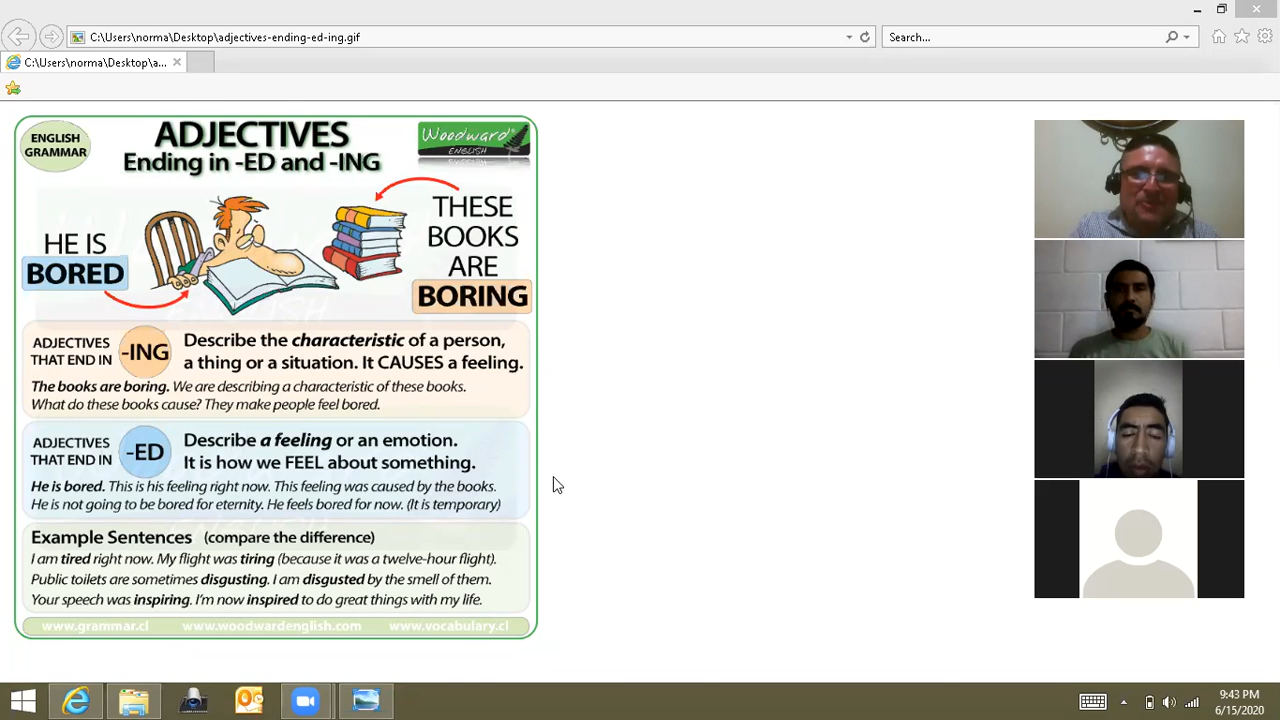 C:\Users\norma\Desktop\adjectives-ending-ed-ing.gif
Search...
C:\Users\norma\Desktop\a...
ENGLISH
GRAMMAR
ADJECTIVES
Ending in -ED and -ING
Woodward
ENGLISH
HE IS
BORED
THESE
BOOKS
ARE
BORING
ADJECTIVES
THAT END IN
-ING
Describe the characteristic of a person,
a thing or a situation. It CAUSES a feeling.
The books are boring. We are describing a characteristic of these books.
What do these books cause? They make people feel bored.
ADJECTIVES
THAT END IN
-ED
Describe a feeling or an emotion.
It is how we FEEL about something.
He is bored. This is his feeling right now. This feeling was caused by the books.
He is not going to be bored for eternity. He feels bored for now. (It is temporary)
Example Sentences (compare the difference)
I am tired right now. My flight was tiring (because it was a twelve-hour flight).
Public toilets are sometimes disgusting. I am disgusted by the smell of them.
Your speech was inspiring. I'm now inspired to do great things with my life.
www.grammar.cl www.woodwardenglish.com www.vocabulary.cl
9:43 PM
6/15/2020